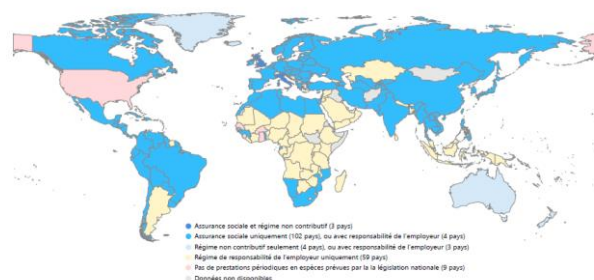 Assurance sociale et régime non contributif (3 pays)
Assurance sociale uniquement (102 pays), ou avec responsabilité de l'employeur (4 pays)
Régime non contributif seulement (4 pays), ou avec responsabilité de l'employeur (3 pays)
Régime de responsabilité de l'employeur uniquement (59 pays)
Pas de prestations périodiques en espèces prévues par la la législation nationale (9 pays)
Données non disponibles